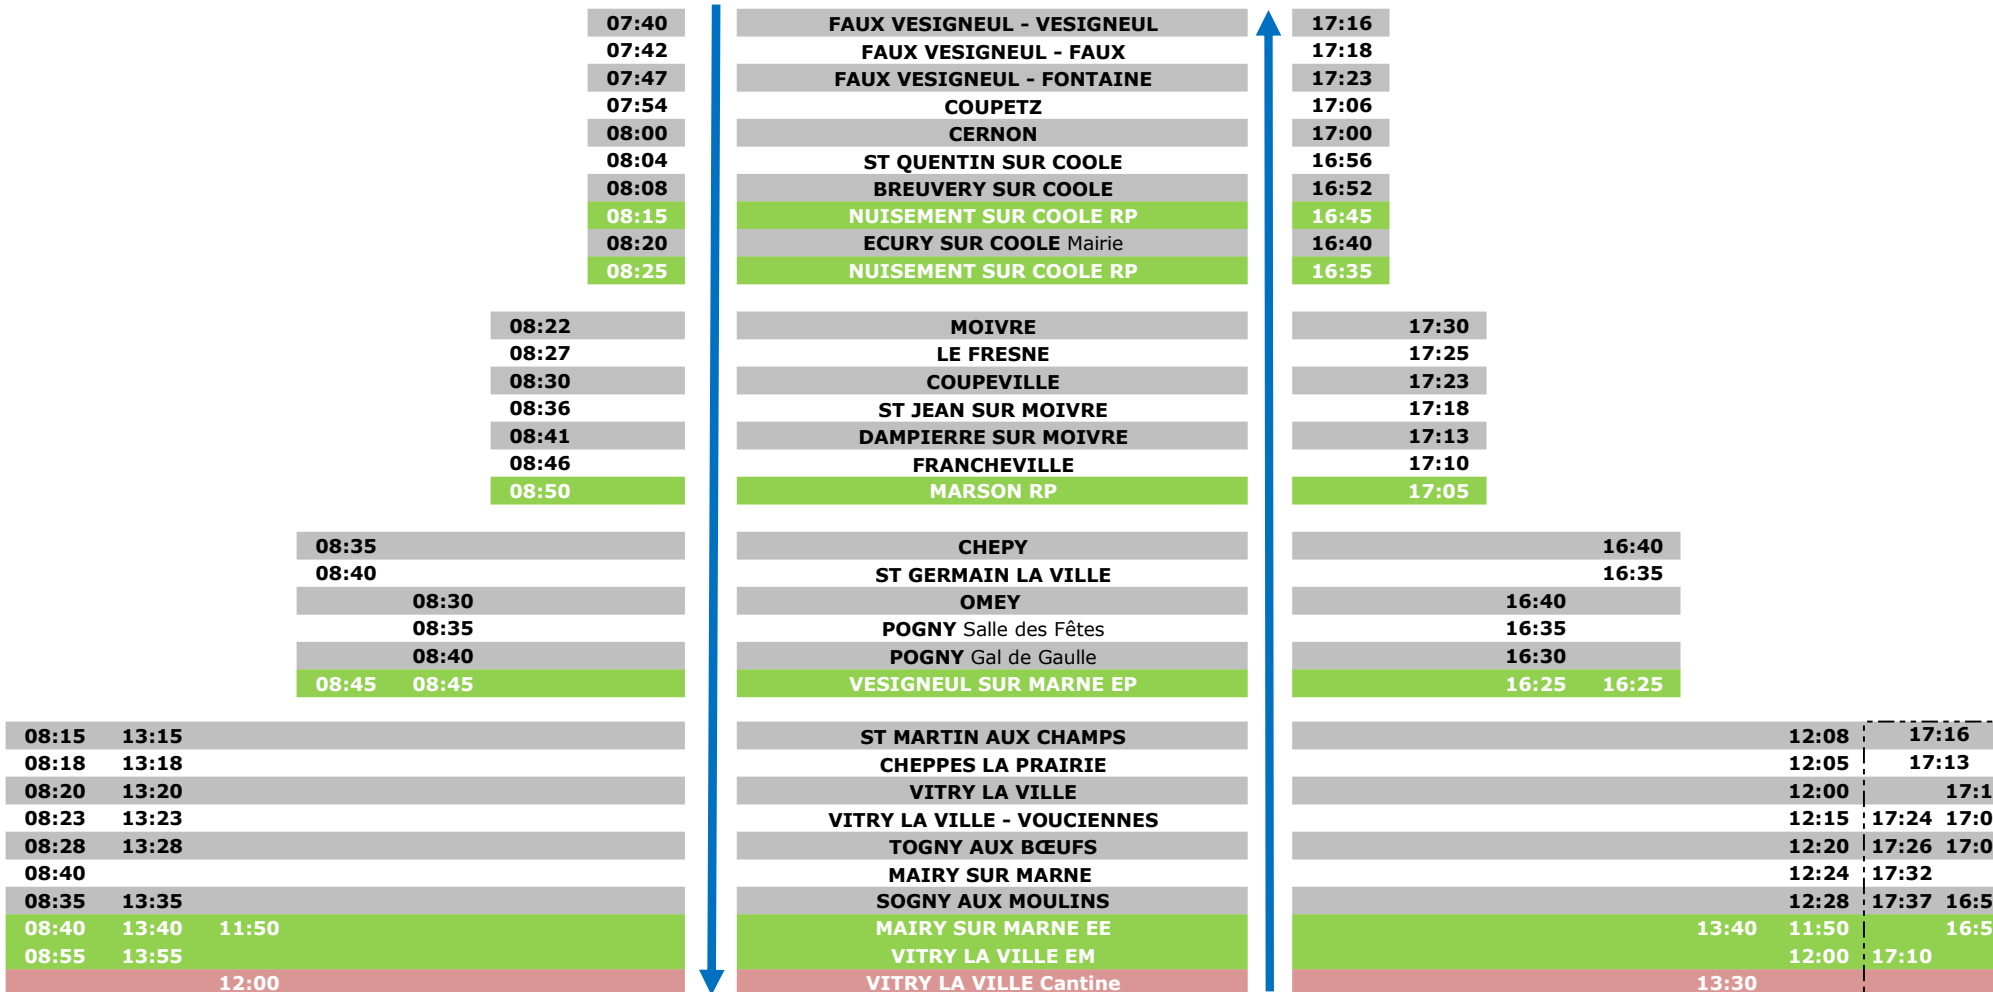 07:40 FAUX VESIGNEUL - VESIGNEUL 17:16
07:42 FAUX VESIGNEUL - FAUX 17:18
07:47 FAUX VESIGNEUL - FONTAINE 17:23
07:54 COUPETZ 17:06
08:00 CERNON 17:00
08:04 ST QUENTIN SUR COOLE 16:56
08:08 BREUVERY SUR COOLE 16:52
08:15 NUISEMENT SUR COOLE RP 16:45
08:20 ECURY SUR COOLE Mairie 16:40
08:25 NUISEMENT SUR COOLE RP 16:35
08:22 MOIVRE 17:30
08:27 LE FRESNE 17:25
08:30 COUPEVILLE 17:23
08:36 ST JEAN SUR MOIVRE 17:18
08:41 DAMPIERRE SUR MOIVRE 17:13
08:46 FRANCHEVILLE 17:10
08:50 MARSON RP 17:05
08:35 CHEPY 16:40
08:40 ST GERMAIN LA VILLE 16:35
08:30 OMEY 16:40
08:35 POGNY Salle des Fêtes 16:35
08:40 POGNY Gal de Gaulle 16:30
08:45 08:45 VESIGNEUL SUR MARNE EP 16:25 16:25
08:15 13:15 ST MARTIN AUX CHAMPS 12:08 17:16
08:18 13:18 CHEPPES LA PRAIRIE 12:05 17:13
08:20 13:20 VITRY LA VILLE 12:00
08:23 13:23 VITRY LA VILLE - VOUCIENNES 12:15 17:24
08:28 13:28 TOGNY AUX BŒUFS 12:20 17:26
08:40 MAIRY SUR MARNE 12:24 17:32
08:35 13:35 SOGNY AUX MOULINS 12:28 17:37
08:40 13:40 11:50 MAIRY SUR MARNE EE 13:40 11:50
08:55 13:55 VITRY LA VILLE EM 12:00 17:10
12:00 VITRY LA VILLE Cantine 13:30